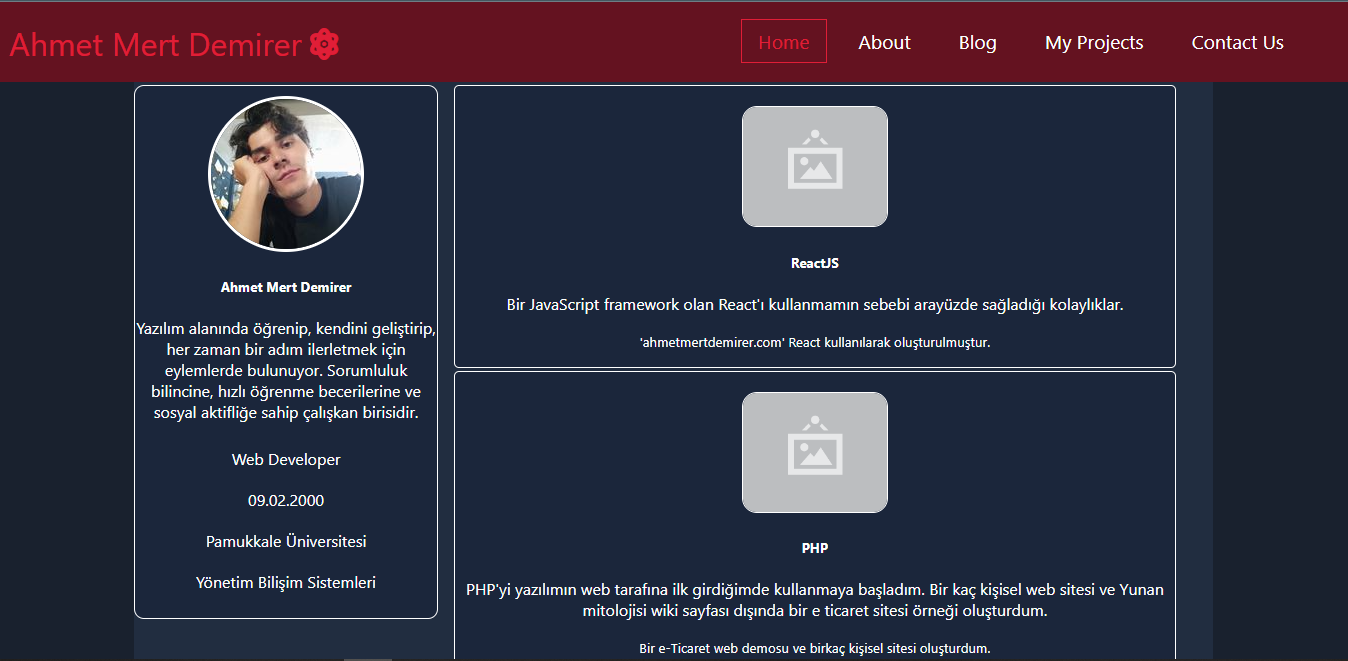 Ahmet Mert Demirer
Home About Blog My Projects Contact Us
Ahmet Mert Demirer
Yazılım alanında öğrenip, kendini geliştirip,
her zaman bir adım ilerletmek için
eylemlerde bulunuyor. Sorumluluk
bilincine, hızlı öğrenme becerilerine ve
sosyal aktifliğe sahip çalışkan birisidir.
Web Developer
09.02.2000
Pamukkale Üniversitesi
Yönetim Bilişim Sistemleri
ReactJS
Bir JavaScript framework olan React'ı kullanmamın sebebi arayüzde sağladığı kolaylıklar.
'ahmetmertdemirer.com' React kullanılarak oluşturulmuştur.
PHP
PHP'yi yazılımın web tarafına ilk girdiğimde kullanmaya başladım. Bir kaç kişisel web sitesi ve Yunan
mitolojisi wiki sayfası dışında bir e ticaret sitesi örneği oluşturdum.
Bir e-Ticaret web demosu ve birkaç kişisel sitesi oluşturdum.